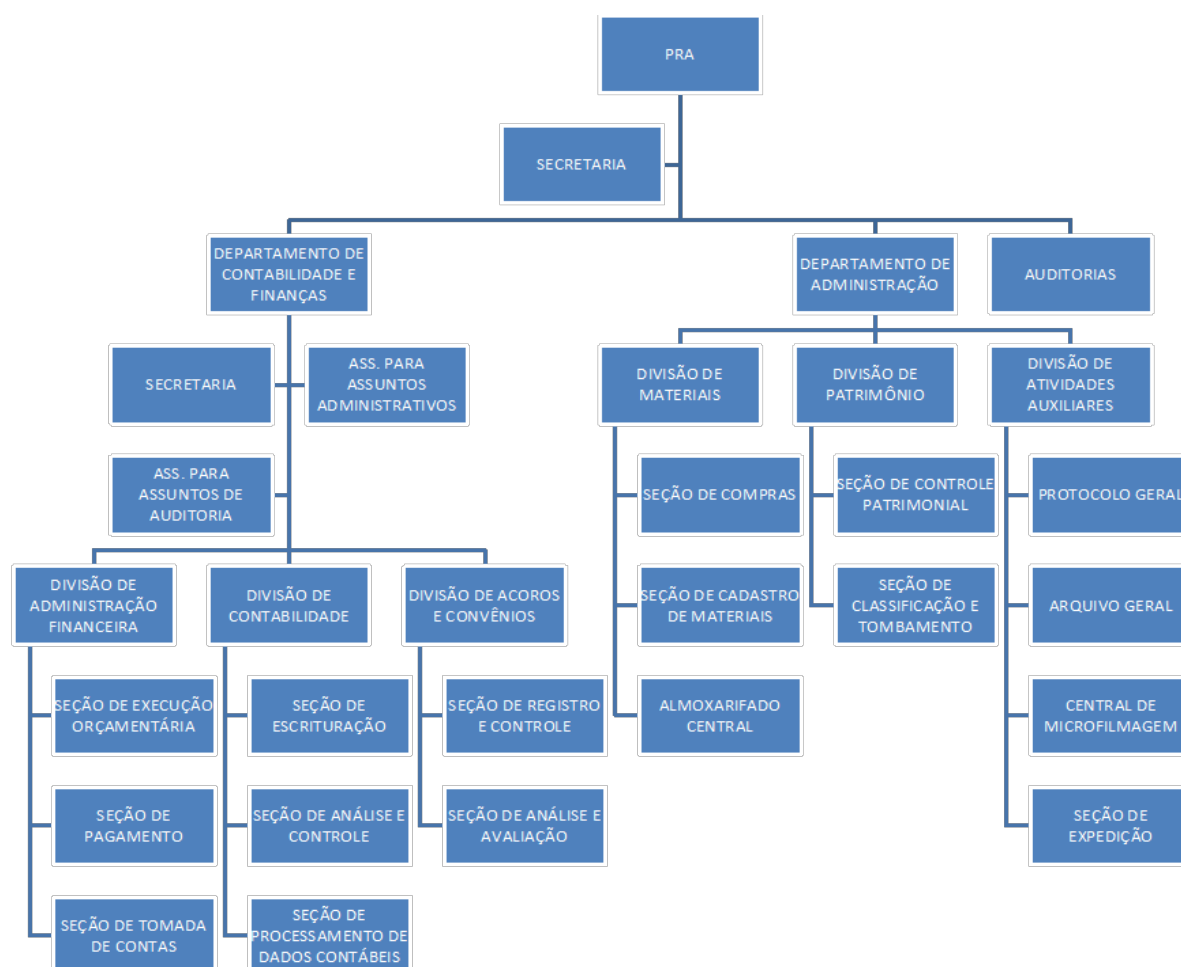 PRA
SECRETARIA
DEPARTAMENTO DE
CONTABILIDADE E
FINANÇAS
DEPARTAMENTO DE
ADMINISTRAÇÃO
AUDITORIAS
SECRETARIA
ASS. PARA
ASSUNTOS
ADMINISTRATIVOS
DIVISÃO DE
MATERIAIS
DIVISÃO DE
PATRIMÔNIO
DIVISÃO DE
ATIVIDADES
AUXILIARES
ASS. PARA
ASSUNTOS DE
AUDITORIA
SEÇÃO DE COMPRAS
SEÇÃO DE CONTROLE
PATRIMONIAL
PROTOCOLO GERAL
DIVISÃO DE
ADMINISTRAÇÃO
FINANCEIRA
DIVISÃO DE
CONTABILIDADE
DIVISÃO DE ACOROS
E CONVÊNIOS
SEÇÃO DE CADASTRO
DE MATERIAIS
SEÇÃO DE
CLASSIFICAÇÃO E
TOMBAMENTO
ARQUIVO GERAL
SEÇÃO DE EXECUÇÃO
ORÇAMENTÁRIA
SEÇÃO DE
ESCRITURAÇÃO
SEÇÃO DE REGISTRO
E CONTROLE
ALMOXARIFADO
CENTRAL
CENTRAL DE
MICROFILMAGEM
SEÇÃO DE
PAGAMENTO
SEÇÃO DE ANÁLISE E
CONTROLE
SEÇÃO DE ANÁLISE E
AVALIAÇÃO
SEÇÃO DE
EXPEDIÇÃO
SEÇÃO DE TOMADA
DE CONTAS
SEÇÃO DE
PROCESSAMENTO DE
DADOS CONTÁBEIS